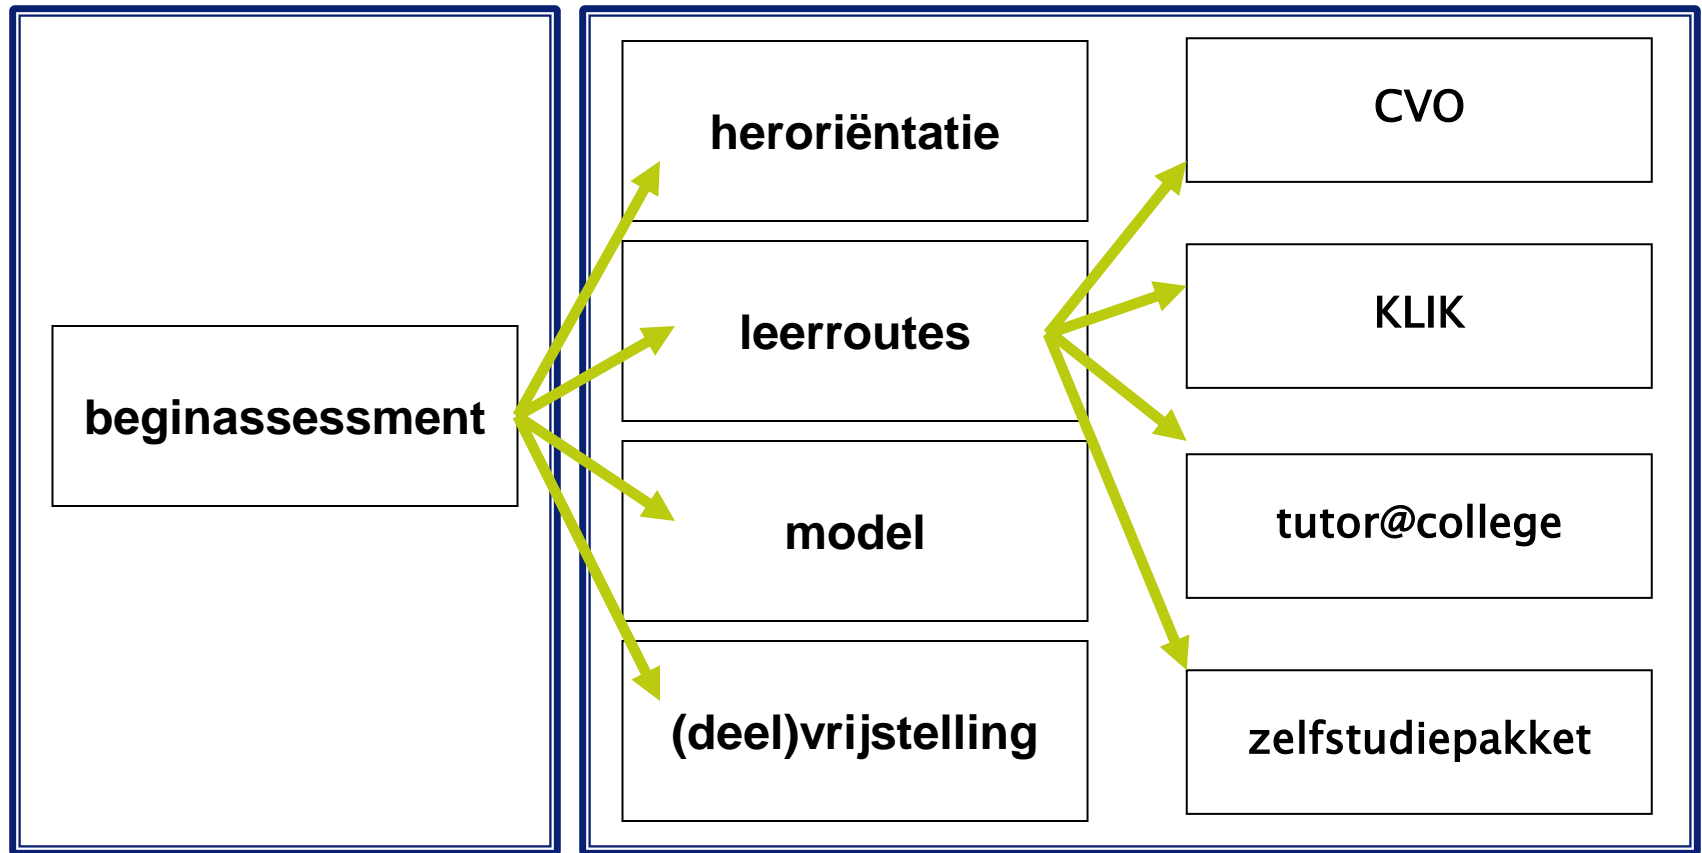 beginassessment
heroriëntatie
leerroutes
model
(deel)vrijstelling
CVO
KLIK
tutor@college
zelfstudiepakket